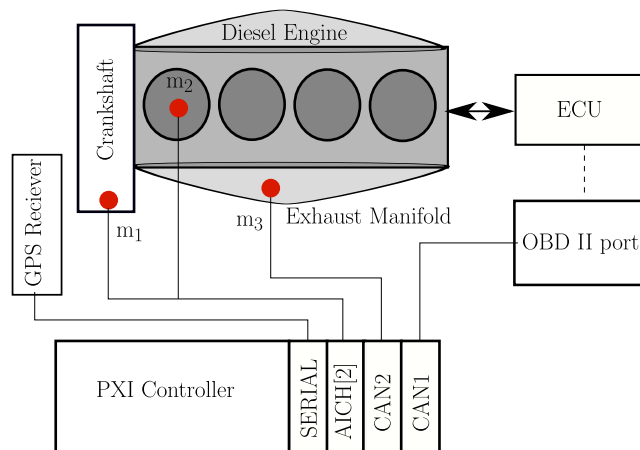 Diesel Engine
Crankshaft
m2
ECU
GPS Reciever
m1
m3
Exhaust Manifold
OBD II port
PXI Controller
SERIAL
AICH[2]
CAN2
CAN1